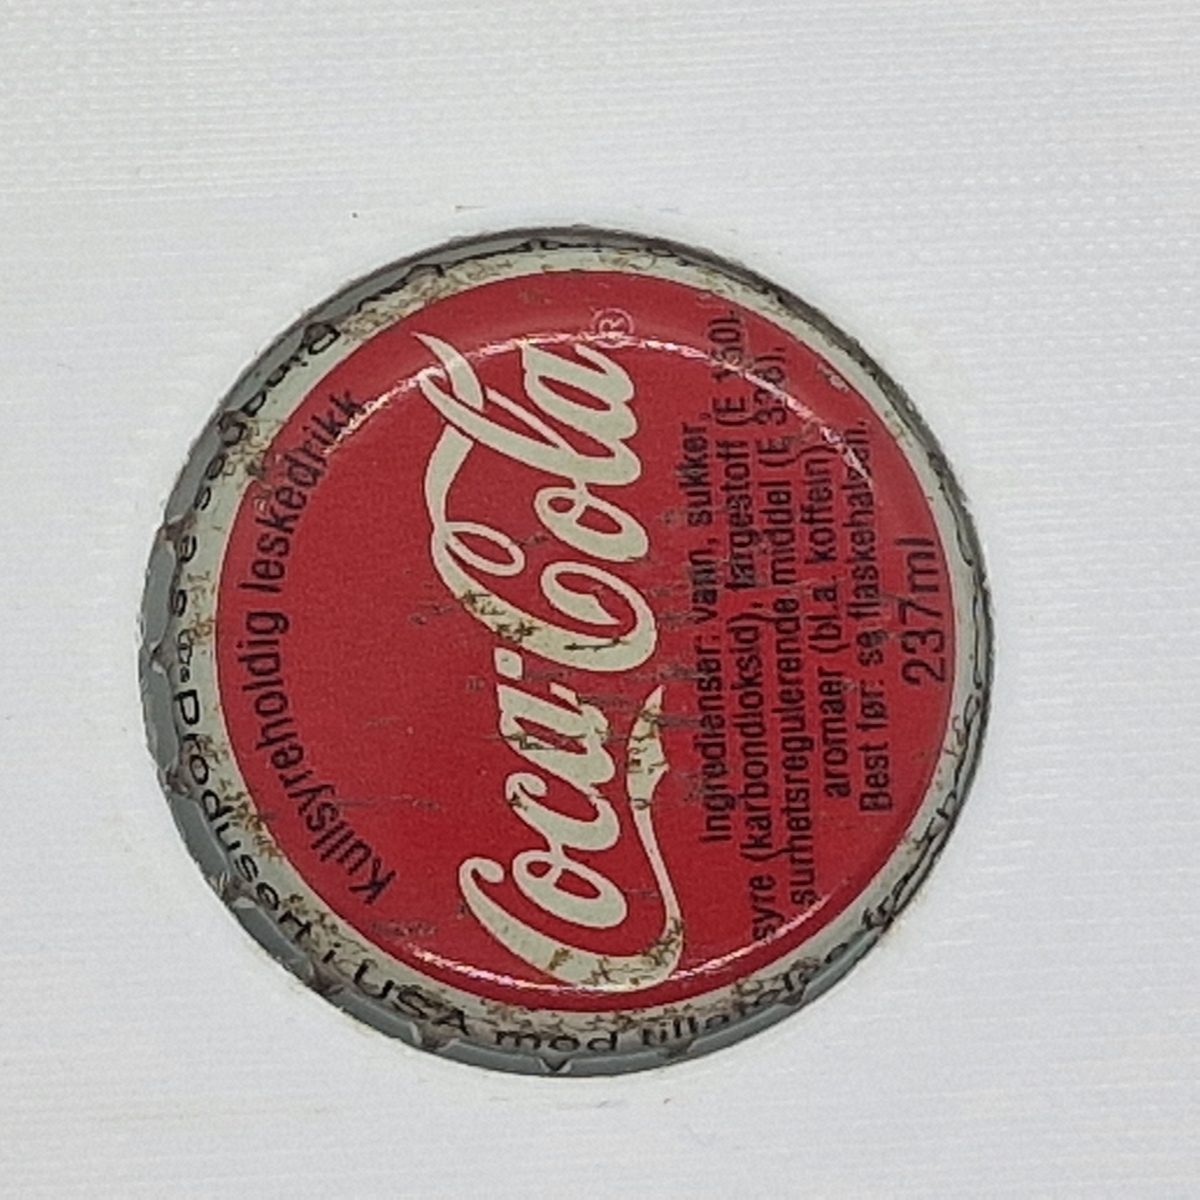 Kullsyreholdig leskedrikk
Coca-Cola®
Ingredienser: vann, sukker,
syre (karbondioksid), fargestoff (E 150),
surhetsregulerende middel (E 338),
aromaer (bl.a. koffein).
Best før: se flaskehalsen.
237ml
produsert i USA med tillatelse fra